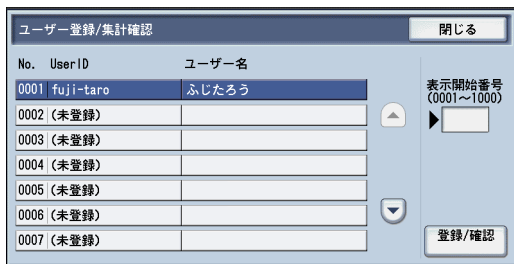 ユーザー登録/集計確認
閉じる
No. UserID ユーザー名
0001 fuji-taro ふじたろう
0002 (未登録)
0003 (未登録)
0004 (未登録)
0005 (未登録)
0006 (未登録)
0007 (未登録)
表示開始番号
(0001～1000)
登録/確認